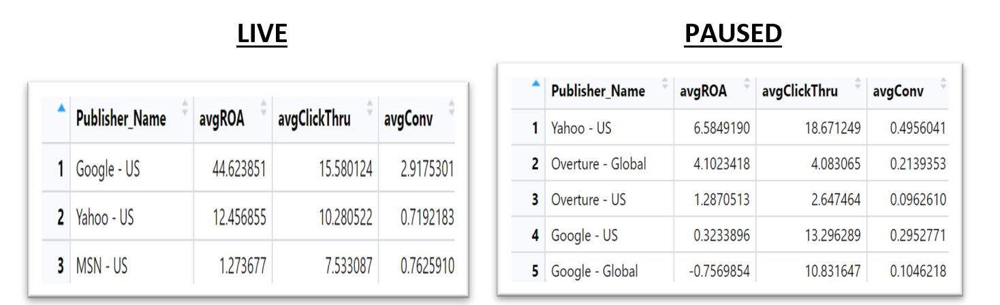 LIVE
Publisher_Name avgROA avgClickThru avgConv
1 Google - US 44.623851 15.580124 2.9175301
2 Yahoo - US 12.456855 10.280522 0.7192183
3 MSN - US 1.273677 7.533087 0.7625910
PAUSED
Publisher_Name avgROA avgClickThru avgConv
1 Yahoo - US 6.5849190 18.671249 0.4956041
2 Overture - Global 4.1023418 4.083065 0.2139353
3 Overture - US 1.2870513 2.647464 0.0962610
4 Google - US 0.3233896 13.296289 0.2952771
5 Google - Global -0.7569854 10.831647 0.1046218